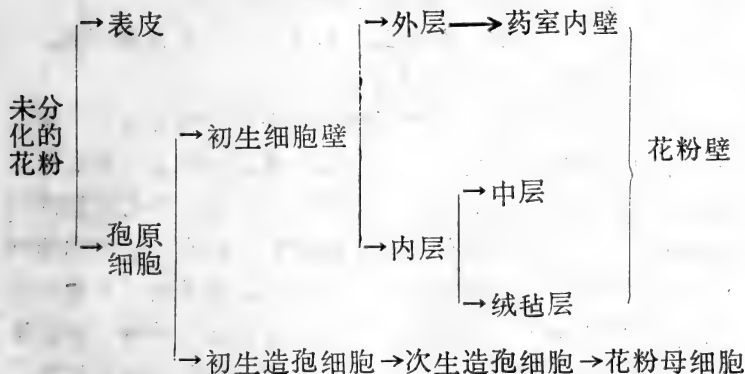 →表皮
→外层→药室内壁
未分
化的
花粉
→初生细胞壁
花粉壁
→中层
→孢原
细胞
→内层
→绒毡层
→初生造孢细胞→次生造孢细胞→花粉母细胞